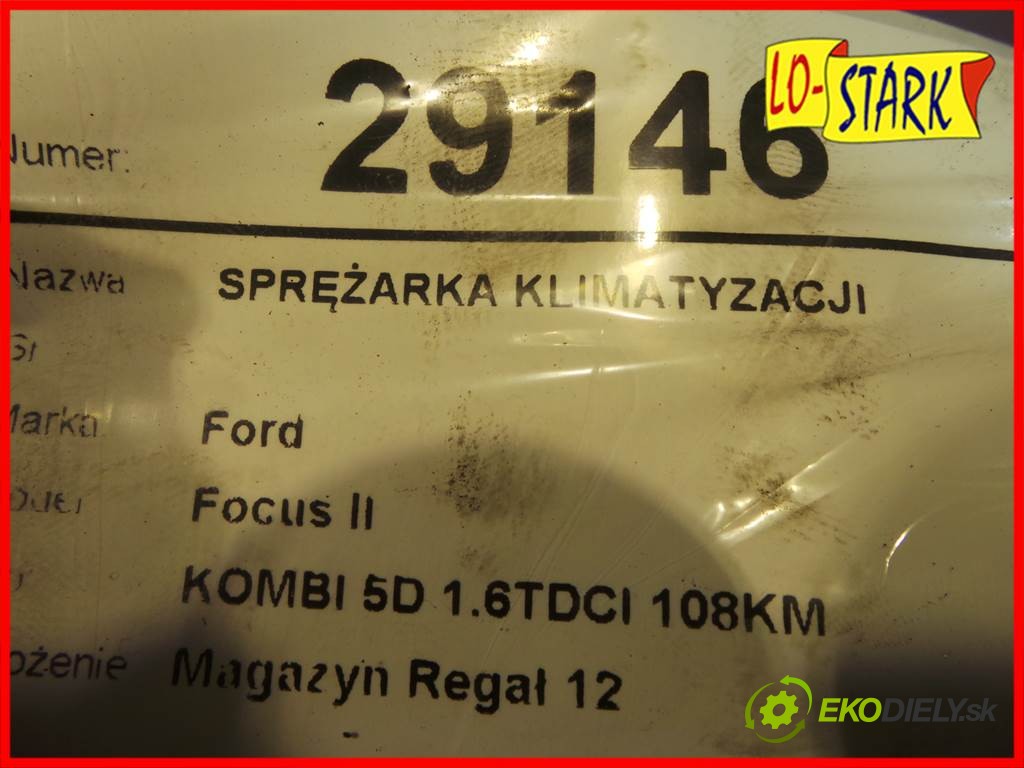 Numer: 29146
LO-STARK
Nazwa SPRĘŻARKA KLIMATYZACJI
Marka Ford
Focus II
KOMBI 5D 1.6TDCI 108KM
Magazyn Regał 12
EKODIELY.sk